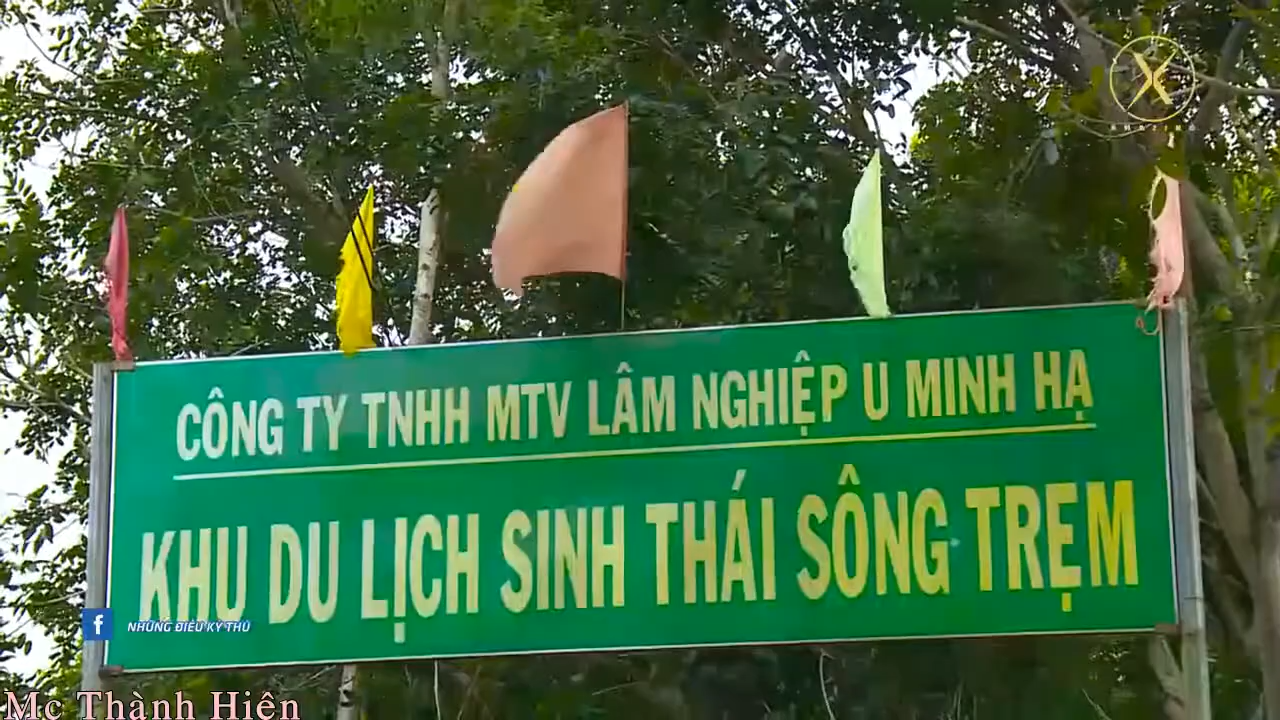 CÔNG TY TNHH MTV LÂM NGHIỆP U MINH HẠ
KHU DU LỊCH SINH THÁI SÔNG TRẸM
f NHỮNG ĐIỀU KỲ THÚ
Mc Thành Hiên